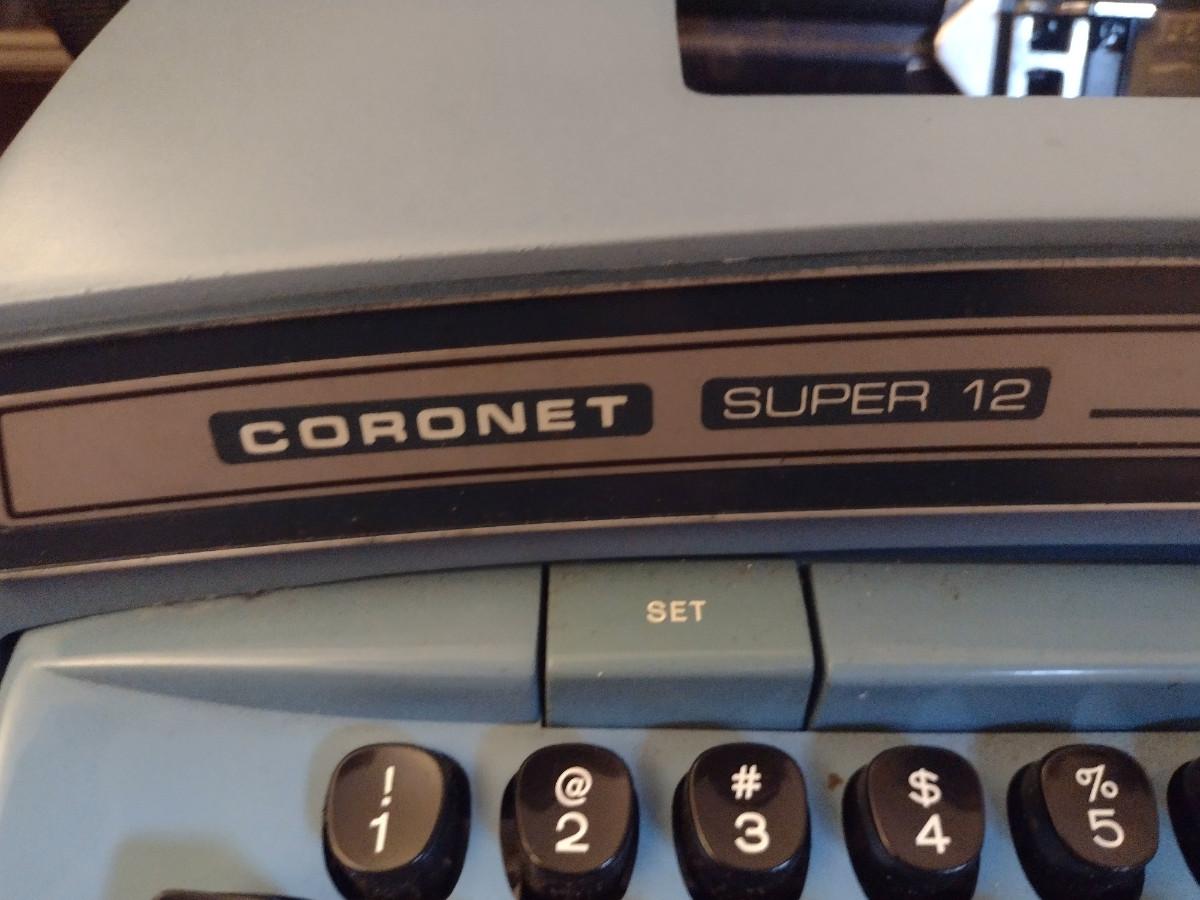 CORONET SUPER 12
SET
! @ # $ %
1 2 3 4 5